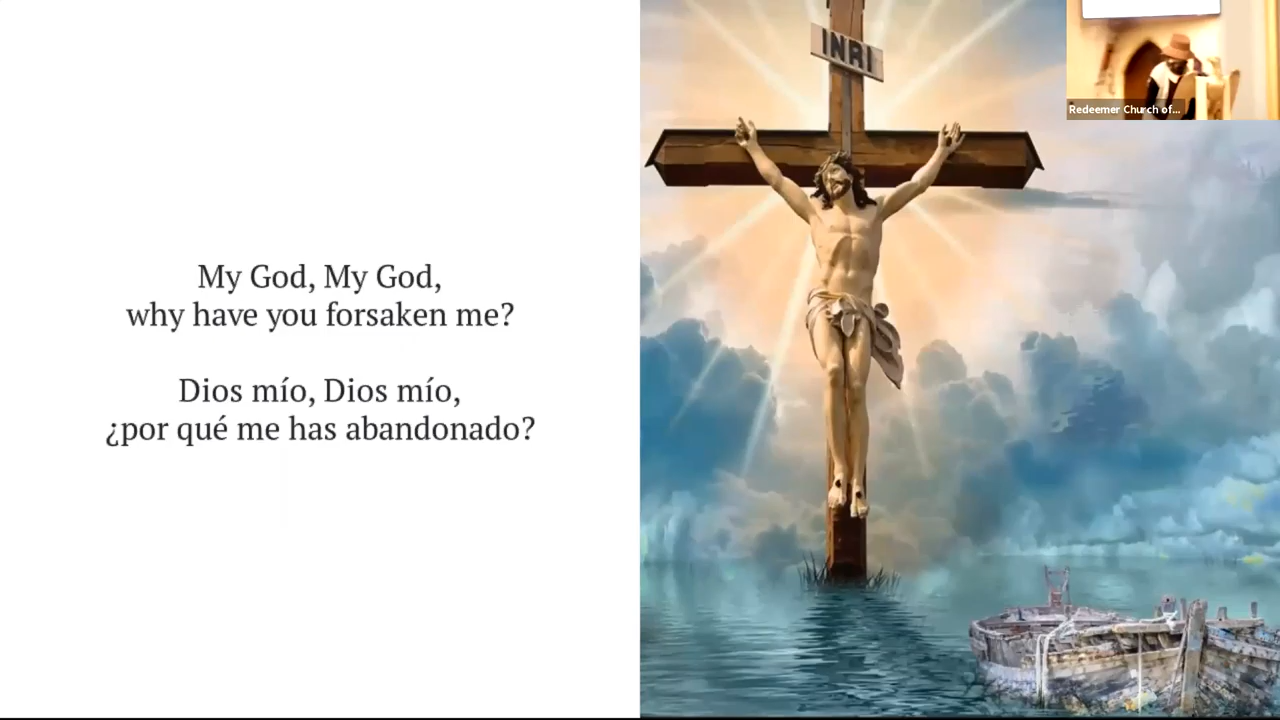 My God, My God,
why have you forsaken me?
Dios mío, Dios mío,
¿por qué me has abandonado?
INRI
Redeemer Church of...